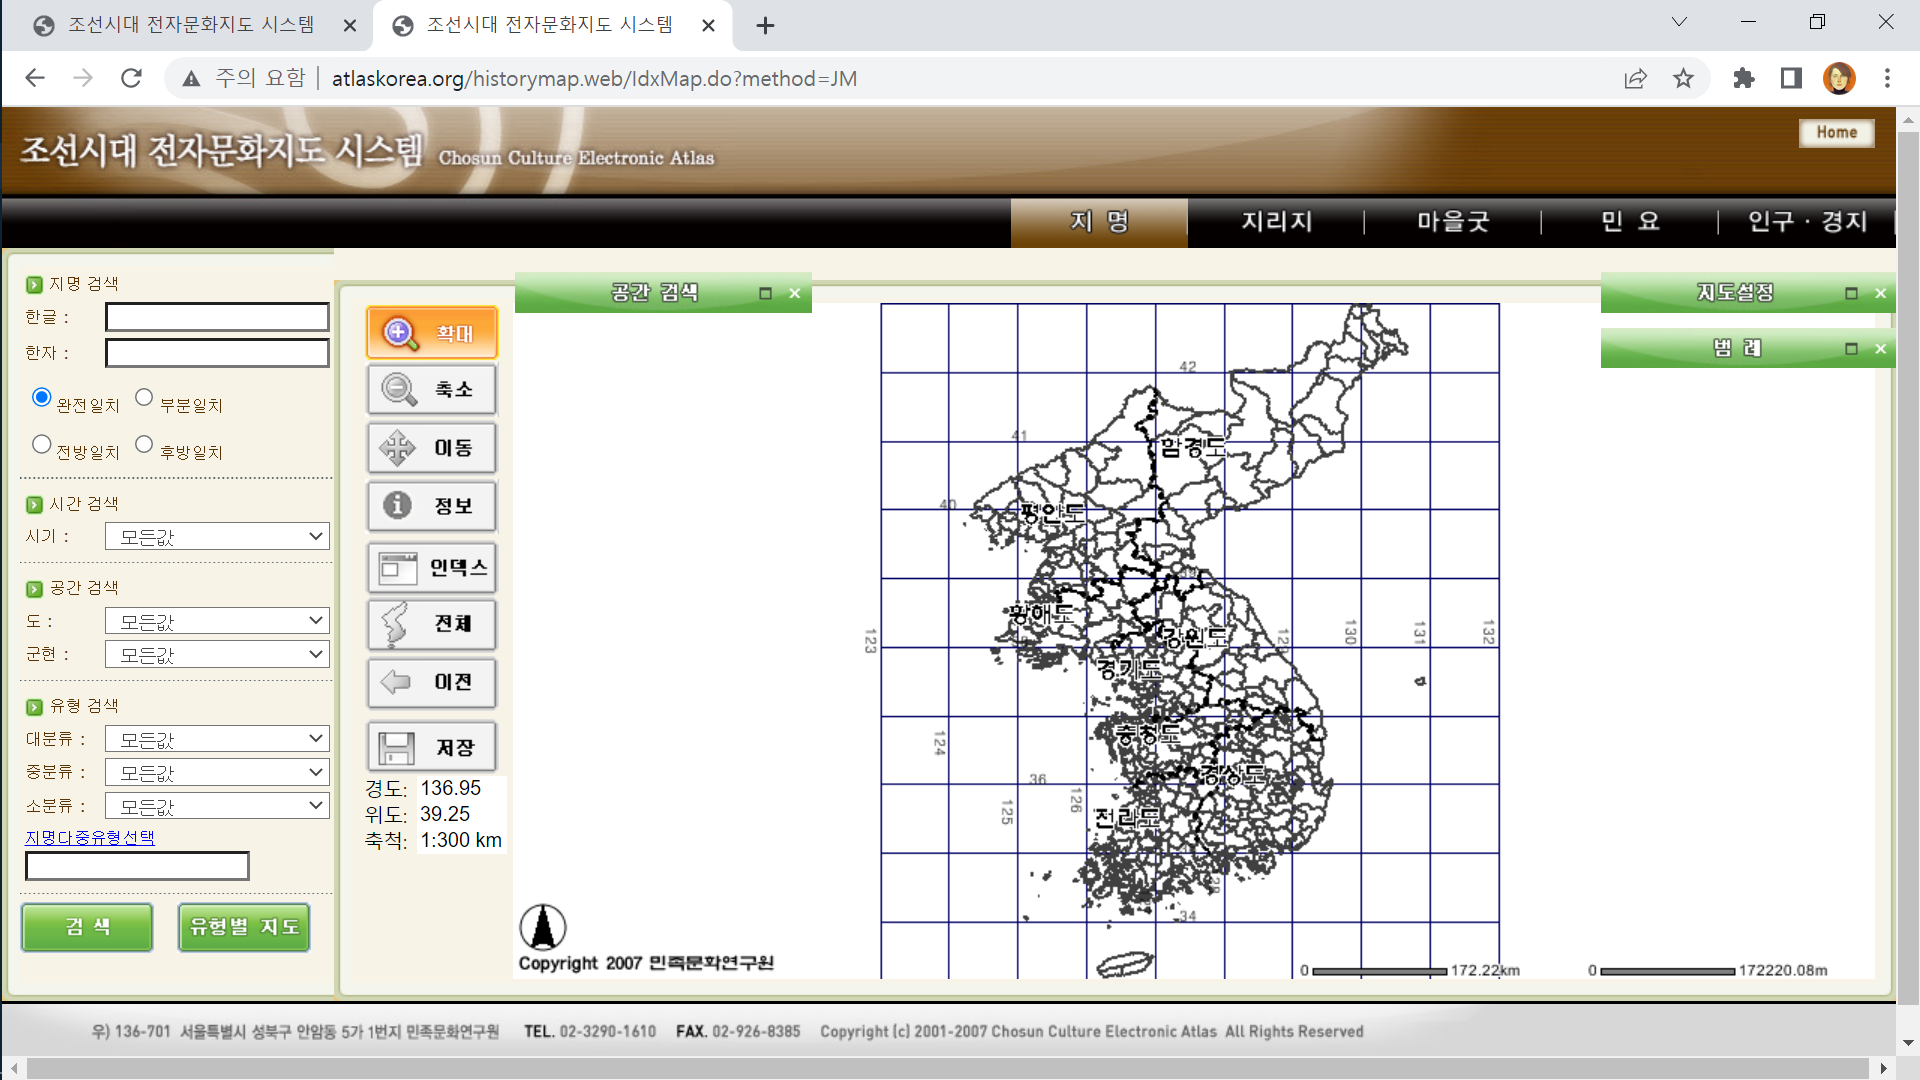 조선시대 전자문화지도 시스템
조선시대 전자문화지도 시스템
주의 요함
atlaskorea.org/historymap.web/IdxMap.do?method=JM
조선시대 전자문화지도 시스템 Chosun Culture Electronic Atlas
Home
지 명
지리지
마을굿
민 요
인구 · 경지
지명 검색
한글 :
한자 :
완전일치
부분일치
전방일치
후방일치
시간 검색
시기 : 모든값
공간 검색
도 : 모든값
군현 : 모든값
유형 검색
대분류 : 모든값
중분류 : 모든값
소분류 : 모든값
지명다중유형선택
검 색
유형별 지도
확대
축소
이동
정보
인덱스
전체
이전
저장
경도: 136.95
위도: 39.25
축척: 1:300 km
공간 검색
지도설정
범 례
42
41
함경도
40
평안도
39
황해도
강원도
123
129
130
131
132
경기도
충청도
124
경상도
36
125
126
전라도
128
34
Copyright 2007 민족문화연구원
0 172.22km
0 172220.08m
우) 136-701 서울특별시 성북구 안암동 5가 1번지 민족문화연구원 TEL. 02-3290-1610 FAX. 02-926-8385 Copyright (c) 2001-2007 Chosun Culture Electronic Atlas All Rights Reserved